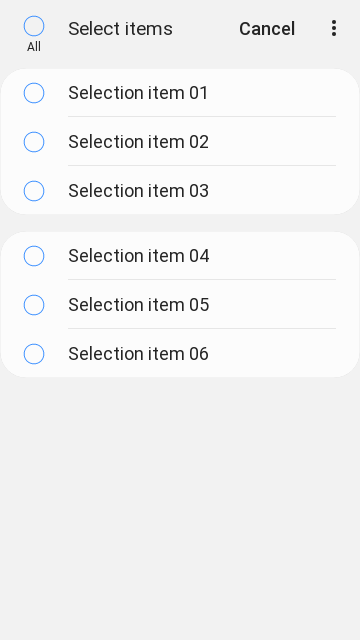 Select items
Cancel
All
Selection item 01
Selection item 02
Selection item 03
Selection item 04
Selection item 05
Selection item 06